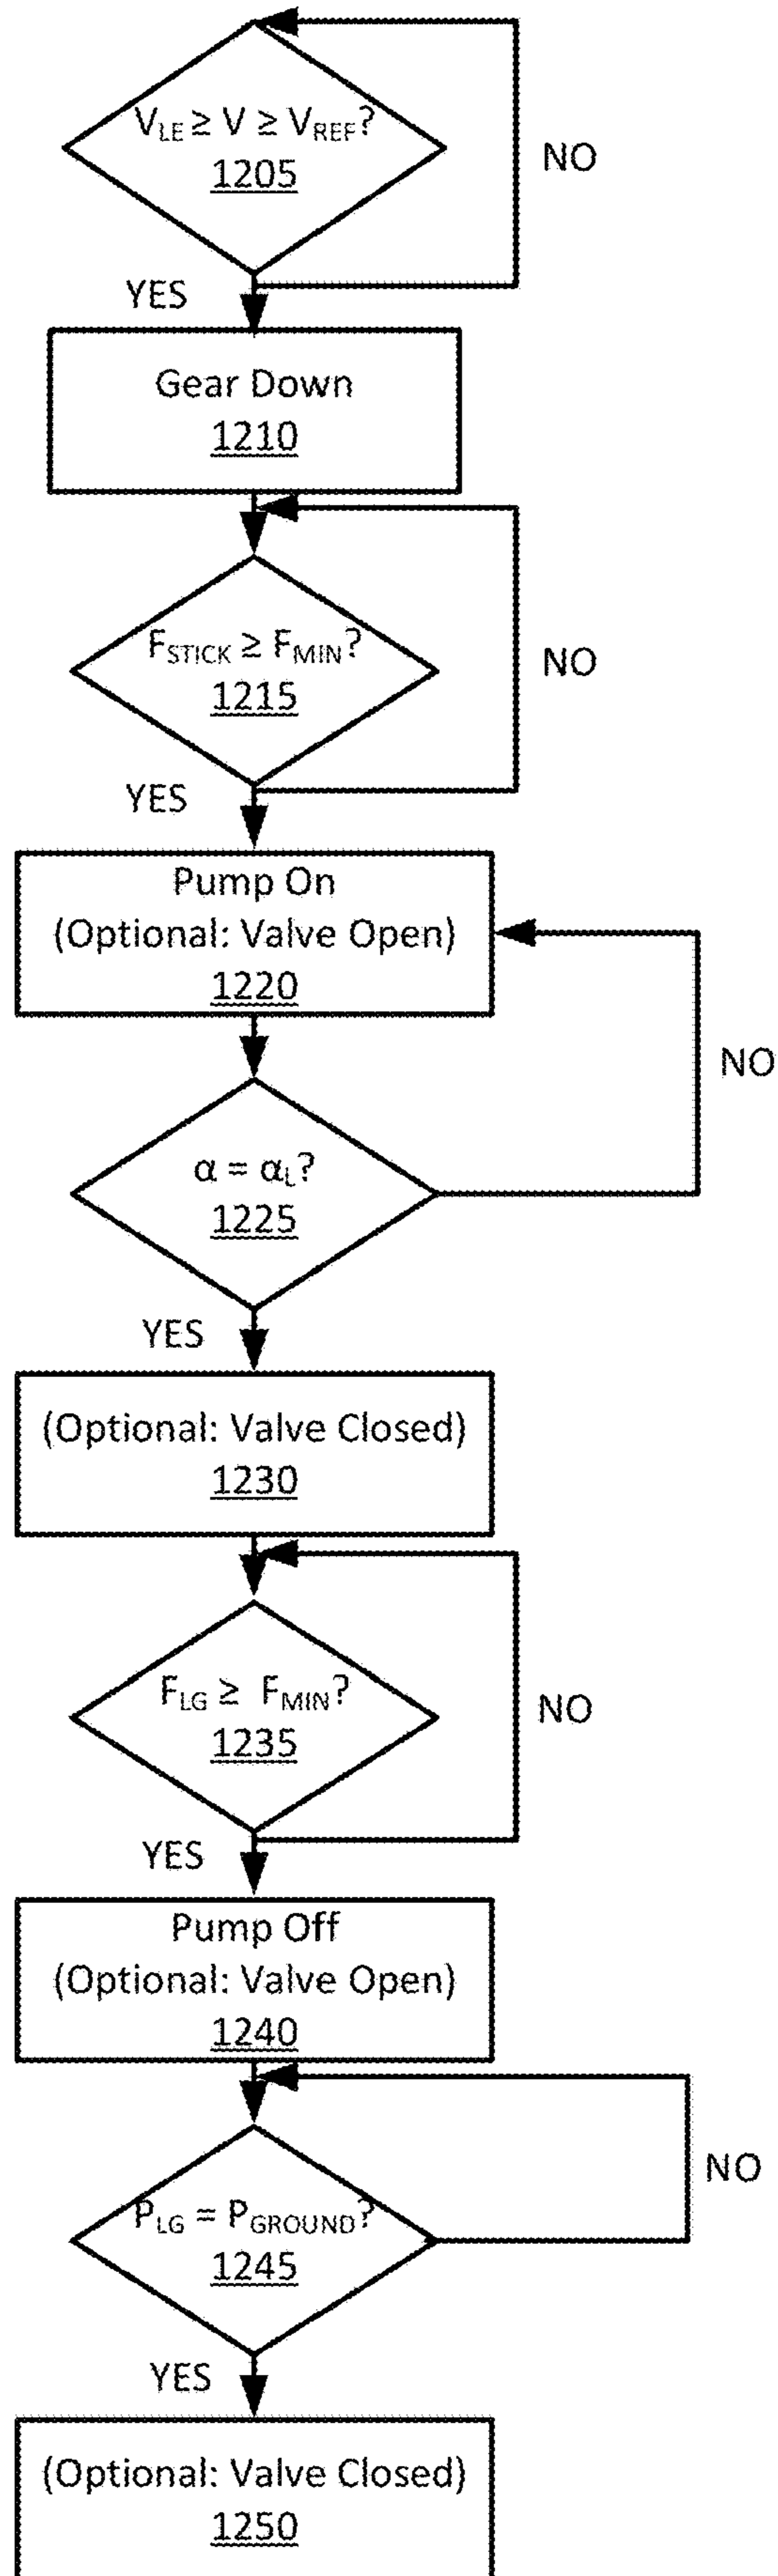 V_LE ≥ V ≥ V_REF?
1205
NO
YES
Gear Down
1210
F_STICK ≥ F_MIN?
1215
NO
YES
Pump On
(Optional: Valve Open)
1220
NO
α = α_L?
1225
YES
(Optional: Valve Closed)
1230
F_LG ≥ F_MIN?
1235
NO
YES
Pump Off
(Optional: Valve Open)
1240
NO
P_LG = P_GROUND?
1245
YES
(Optional: Valve Closed)
1250